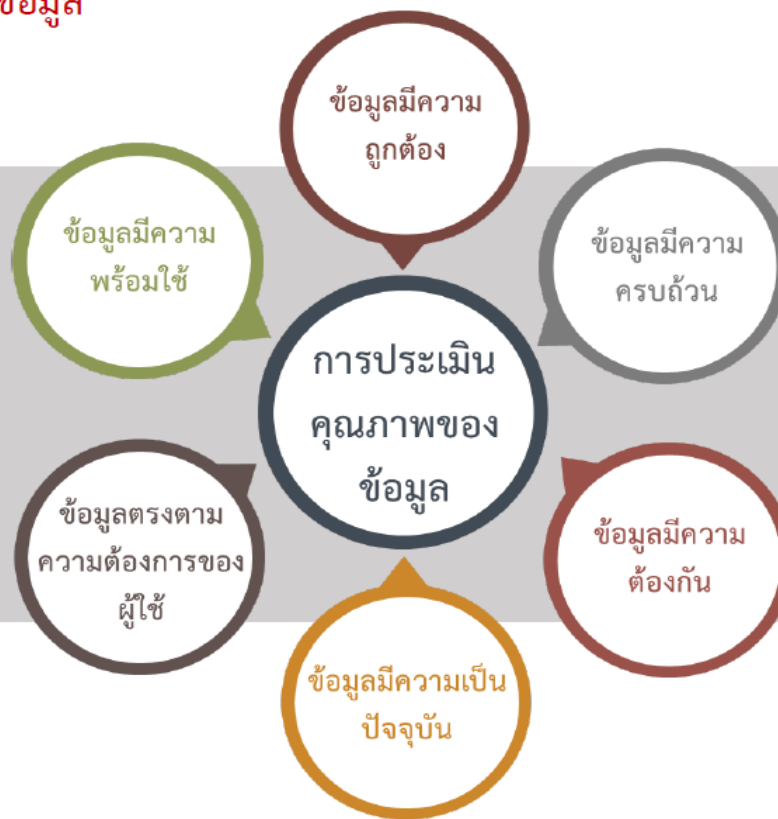 ข้อมูล
ข้อมูลมีความ
ถูกต้อง
ข้อมูลมีความ
ครบถ้วน
ข้อมูลมีความ
ต้องกัน
ข้อมูลมีความเป็น
ปัจจุบัน
ข้อมูลตรงตาม
ความต้องการของ
ผู้ใช้
ข้อมูลมีความ
พร้อมใช้
การประเมิน
คุณภาพของ
ข้อมูล